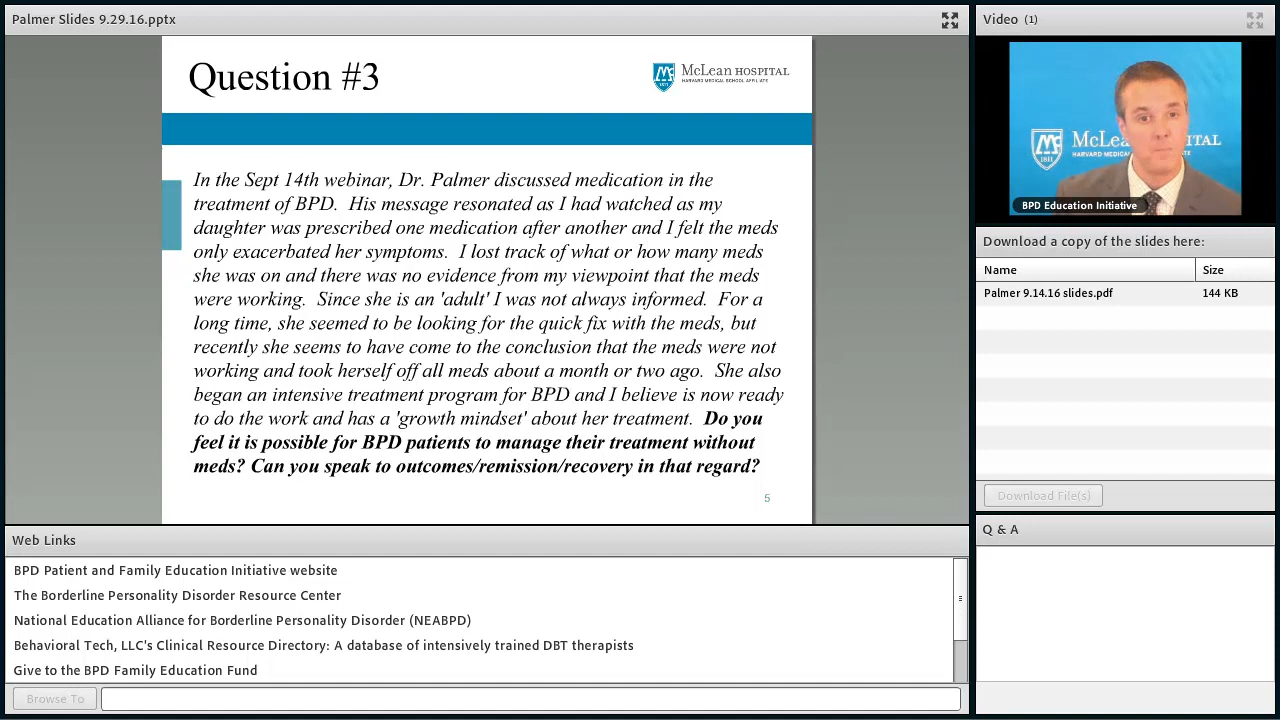 Palmer Slides 9.29.16.pptx
Question #3
McLean HOSPITAL
HARVARD MEDICAL SCHOOL AFFILIATE
In the Sept 14th webinar, Dr. Palmer discussed medication in the
treatment of BPD.  His message resonated as I had watched as my
daughter was prescribed one medication after another and I felt the meds
only exacerbated her symptoms.  I lost track of what or how many meds
she was on and there was no evidence from my viewpoint that the meds
were working.  Since she is an 'adult' I was not always informed.  For a
long time, she seemed to be looking for the quick fix with the meds, but
recently she seems to have come to the conclusion that the meds were not
working and took herself off all meds about a month or two ago.  She also
began an intensive treatment program for BPD and I believe is now ready
to do the work and has a 'growth mindset' about her treatment.  Do you
feel it is possible for BPD patients to manage their treatment without
meds? Can you speak to outcomes/remission/recovery in that regard?
5
Web Links
BPD Patient and Family Education Initiative website
The Borderline Personality Disorder Resource Center
National Education Alliance for Borderline Personality Disorder (NEABPD)
Behavioral Tech, LLC's Clinical Resource Directory: A database of intensively trained DBT therapists
Give to the BPD Family Education Fund
Browse To
Video (1)
1811
BPD Education Initiative
Download a copy of the slides here:
Name Size
Palmer 9.14.16 slides.pdf 144 KB
Download File(s)
Q & A